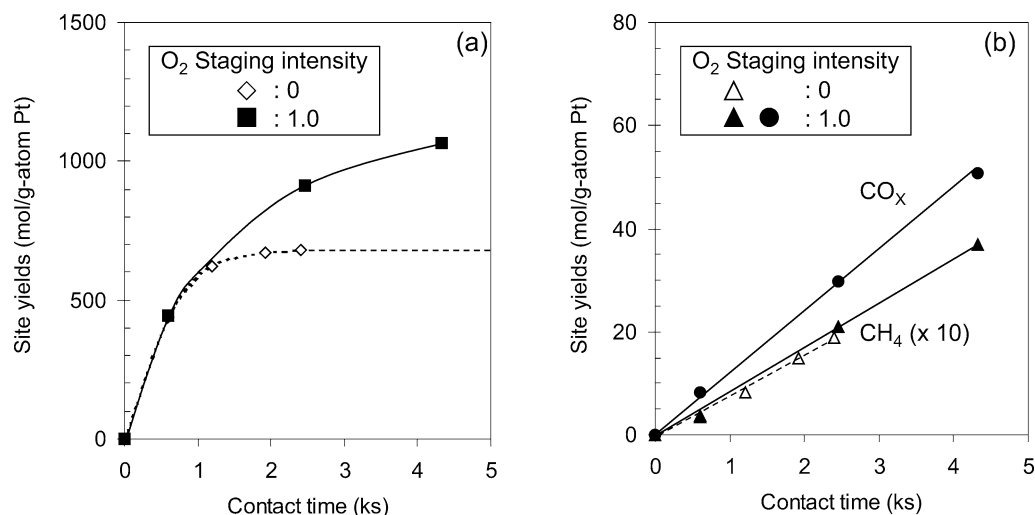 (a)
O₂ Staging intensity
: 0
: 1.0
1500
1000
500
0
Site yields (mol/g-atom Pt)
0 1 2 3 4 5
Contact time (ks)
(b)
O₂ Staging intensity
: 0
: 1.0
80
60
40
20
0
Site yields (mol/g-atom Pt)
COₓ
CH₄ (x 10)
0 1 2 3 4 5
Contact time (ks)